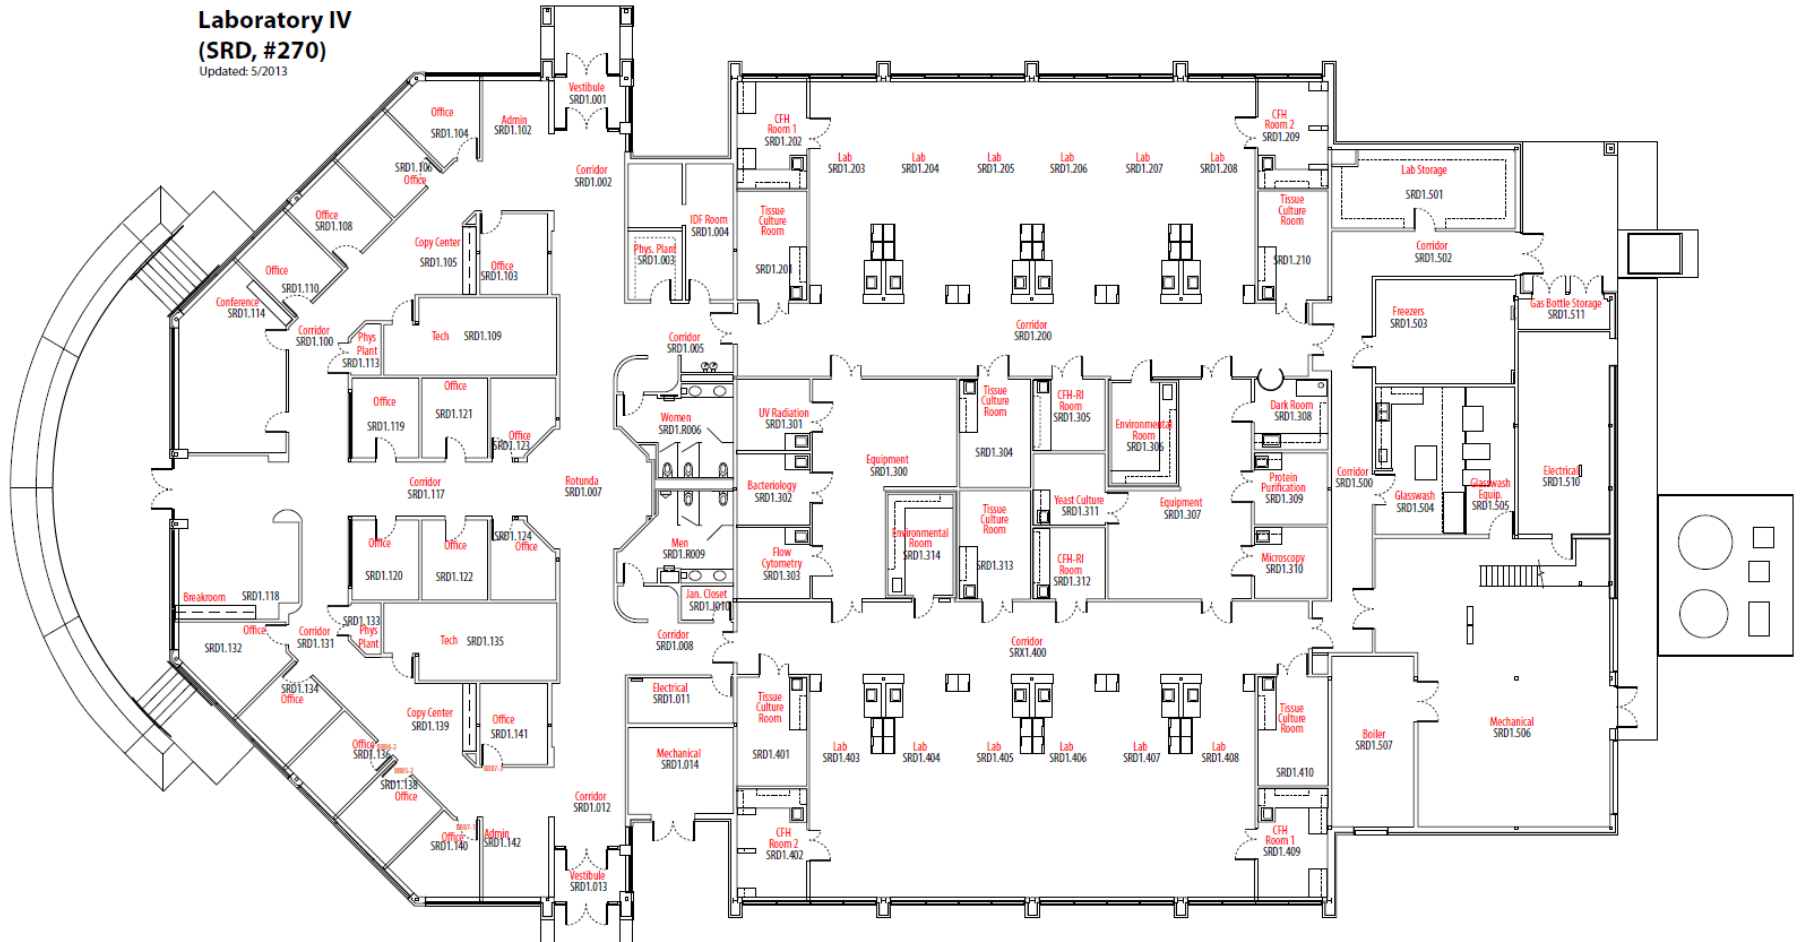 Laboratory IV
(SRD, #270)
Updated: 5/2013
Vestibule
SRD1.001
Office
SRD1.104
Admin
SRD1.102
SRD1.106
Office
Corridor
SRD1.002
Office
SRD1.108
Copy Center
SRD1.105
Office
SRD1.103
Office
SRD1.110
Conference
SRD1.114
Corridor
SRD1.100
Phys
Plant
SRD1.113
Tech
SRD1.109
IDF Room
SRD1.004
Phys. Plant
SRD1.003
Corridor
SRD1.005
Office
SRD1.119
Office
SRD1.121
Office
SRD1.123
Women
SRD1.R006
Corridor
SRD1.117
Rotunda
SRD1.007
Men
SRD1.R009
Office
SRD1.120
Office
SRD1.122
SRD1.124
Office
Jan. Closet
SRD1.J010
Breakroom
SRD1.118
Office
SRD1.132
Corridor
SRD1.131
SRD1.133
Phys
Plant
Tech
SRD1.135
Corridor
SRD1.008
SRD1.134
Office
Copy Center
SRD1.139
Office
SRD1.141
Electrical
SRD1.011
Office
SRD1.136
SRD1.138
Office
Mechanical
SRD1.014
Corridor
SRD1.012
Office
SRD1.140
Admin
SRD1.142
Vestibule
SRD1.013
CFH
Room 1
SRD1.202
Lab
SRD1.203
Lab
SRD1.204
Lab
SRD1.205
Lab
SRD1.206
Lab
SRD1.207
Lab
SRD1.208
CFH
Room 2
SRD1.209
Tissue
Culture
Room
SRD1.201
Tissue
Culture
Room
SRD1.210
Corridor
SRD1.200
UV Radiation
SRD1.301
Tissue
Culture
Room
SRD1.304
CFH-RI
Room
SRD1.305
Environmental
Room
SRD1.306
Dark Room
SRD1.308
Equipment
SRD1.300
Bacteriology
SRD1.302
Yeast Culture
SRD1.311
Equipment
SRD1.307
Protein
Purification
SRD1.309
Flow
Cytometry
SRD1.303
Environmental
Room
SRD1.314
Tissue
Culture
Room
SRD1.313
CFH-RI
Room
SRD1.312
Microscopy
SRD1.310
Corridor
SRX1.400
Tissue
Culture
Room
SRD1.401
Lab
SRD1.403
Lab
SRD1.404
Lab
SRD1.405
Lab
SRD1.406
Lab
SRD1.407
Lab
SRD1.408
Tissue
Culture
Room
SRD1.410
CFH
Room 2
SRD1.402
CFH
Room 1
SRD1.409
Lab Storage
SRD1.501
Corridor
SRD1.502
Gas Bottle Storage
SRD1.511
Freezers
SRD1.503
Corridor
SRD1.500
Glasswash
SRD1.504
Glasswash
Equip.
SRD1.505
Electrical
SRD1.510
Boiler
SRD1.507
Mechanical
SRD1.506